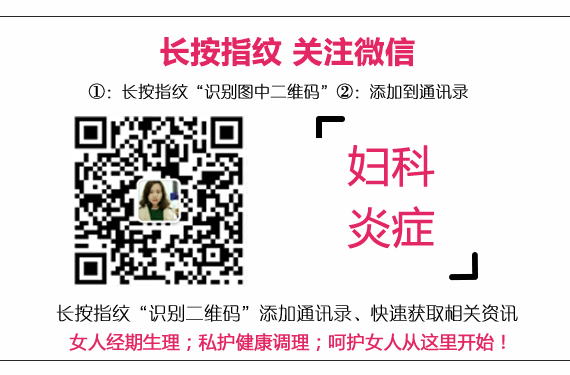 长按指纹 关注微信
①：长按指纹“识别图中二维码”②：添加到通讯录
妇科
炎症
长按指纹“识别二维码”添加通讯录、快速获取相关资讯
女人经期生理；私护健康调理；呵护女人从这里开始！